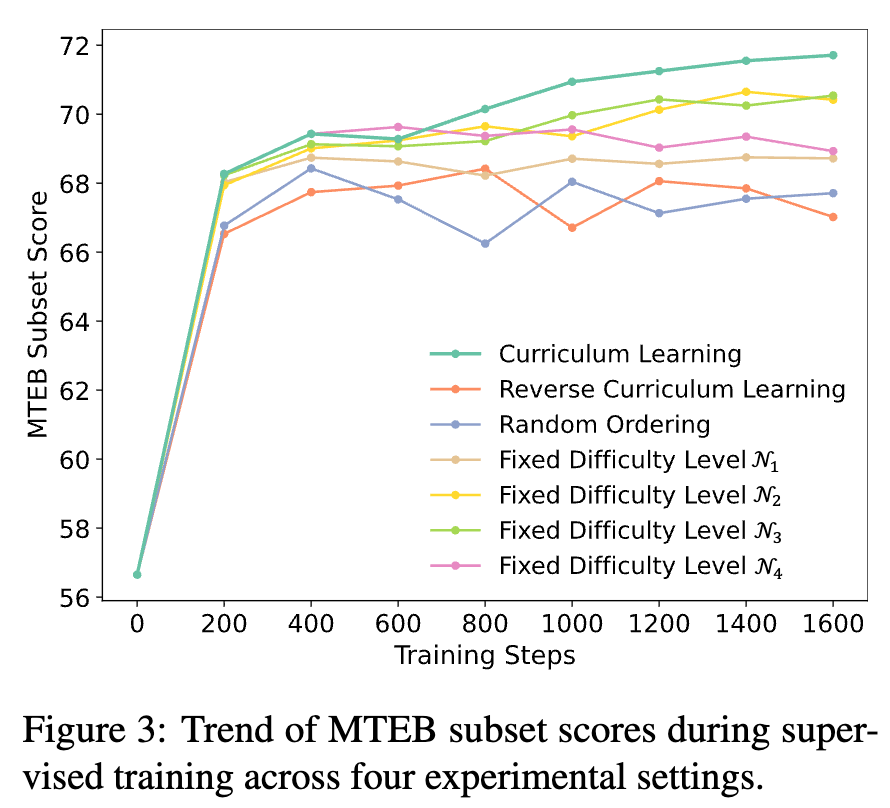 72
70
68
66
64
62
60
58
56
MTEB Subset Score
Curriculum Learning
Reverse Curriculum Learning
Random Ordering
Fixed Difficulty Level 𝒩₁
Fixed Difficulty Level 𝒩₂
Fixed Difficulty Level 𝒩₃
Fixed Difficulty Level 𝒩₄
0 200 400 600 800 1000 1200 1400 1600
Training Steps
Figure 3: Trend of MTEB subset scores during super-
vised training across four experimental settings.